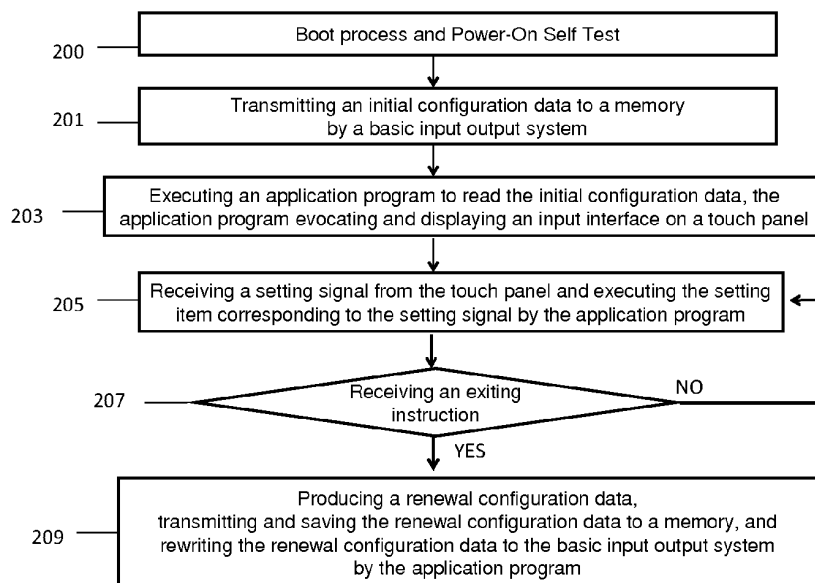 200
Boot process and Power-On Self Test
201
Transmitting an initial configuration data to a memory
by a basic input output system
203
Executing an application program to read the initial configuration data, the
application program evocating and displaying an input interface on a touch panel
205
Receiving a setting signal from the touch panel and executing the setting
item corresponding to the setting signal by the application program
207
Receiving an exiting
instruction
NO
YES
209
Producing a renewal configuration data,
transmitting and saving the renewal configuration data to a memory, and
rewriting the renewal configuration data to the basic input output system
by the application program